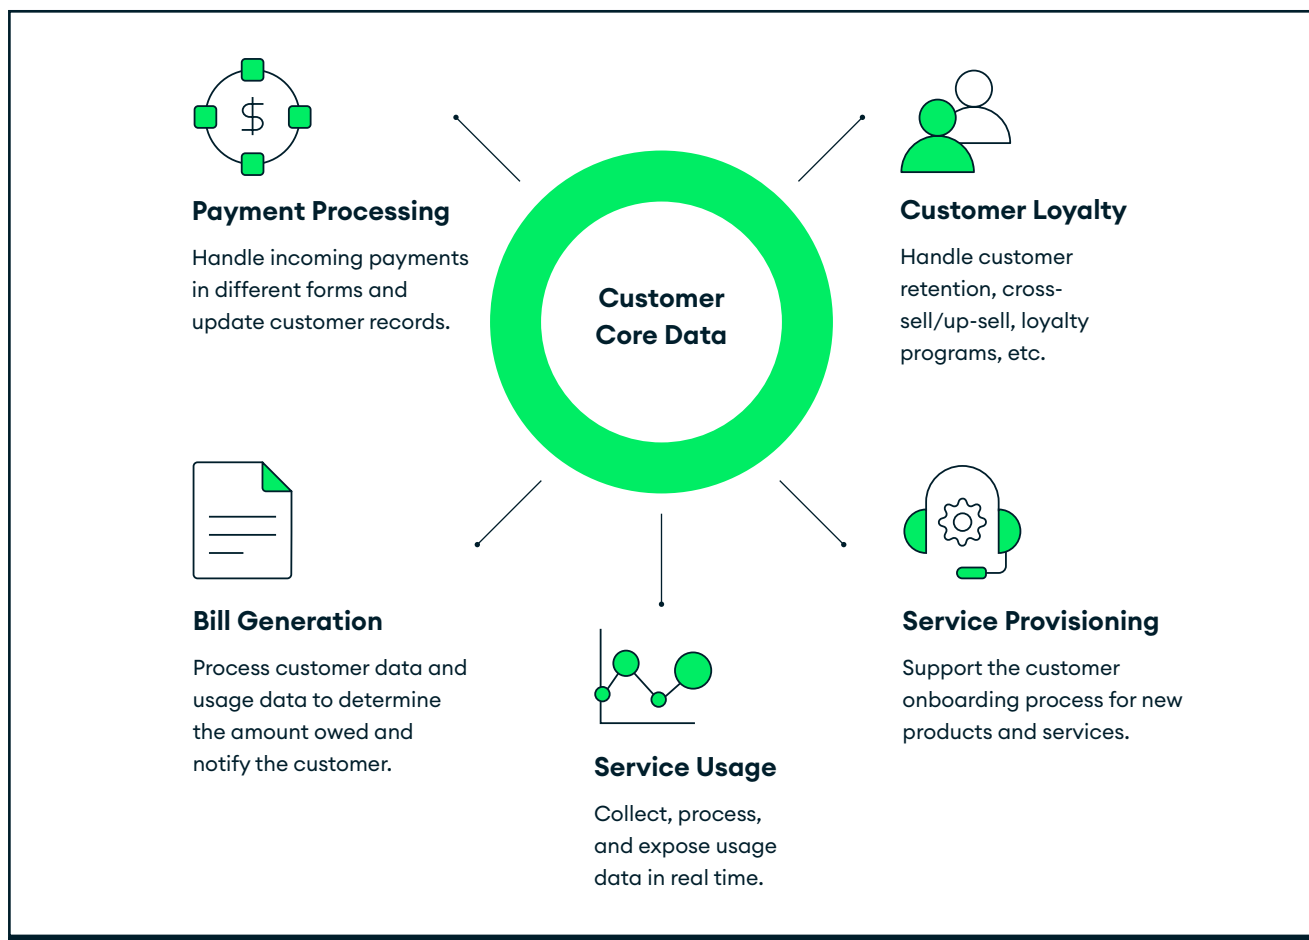 $
Payment Processing
Handle incoming payments
in different forms and
update customer records.
Customer Loyalty
Handle customer
retention, cross-
sell/up-sell, loyalty
programs, etc.
Customer
Core Data
Bill Generation
Process customer data and
usage data to determine
the amount owed and
notify the customer.
Service Usage
Collect, process,
and expose usage
data in real time.
Service Provisioning
Support the customer
onboarding process for new
products and services.